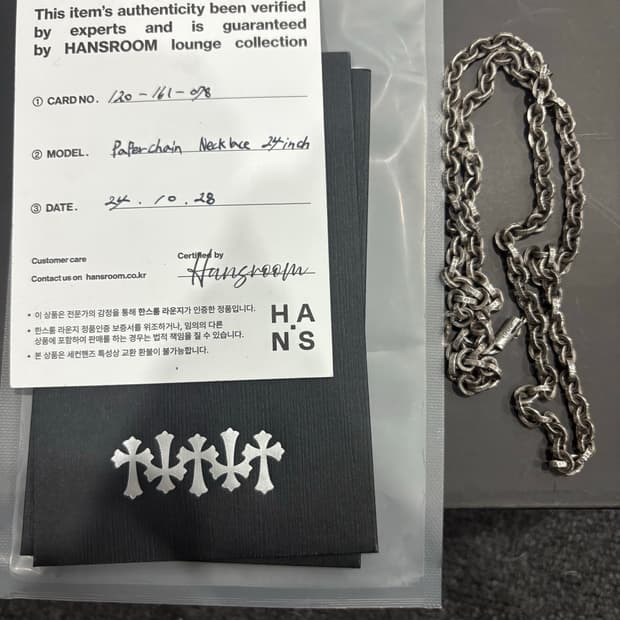 This item's authenticity been verified
by experts and is guaranteed
by HANSROOM lounge collection
① CARD NO. 120-161-078
② MODEL. Paperchain Necklace 24inch
③ DATE. 24.10.28
Customer care
Contact us on hansroom.co.kr
Certified by
Hansroom
• 이 상품은 전문가의 감정을 통해 한스룸 라운지가 인증한 정품입니다.
• 한스룸 라운지 정품인증 보증서를 위조하거나, 임의의 다른
상품에 포함하여 판매를 하는 경우는 법적 책임을 질 수 있습니다.
• 본 상품은 세컨핸즈 특성상 교환 환불이 불가능합니다.
H.A
N S